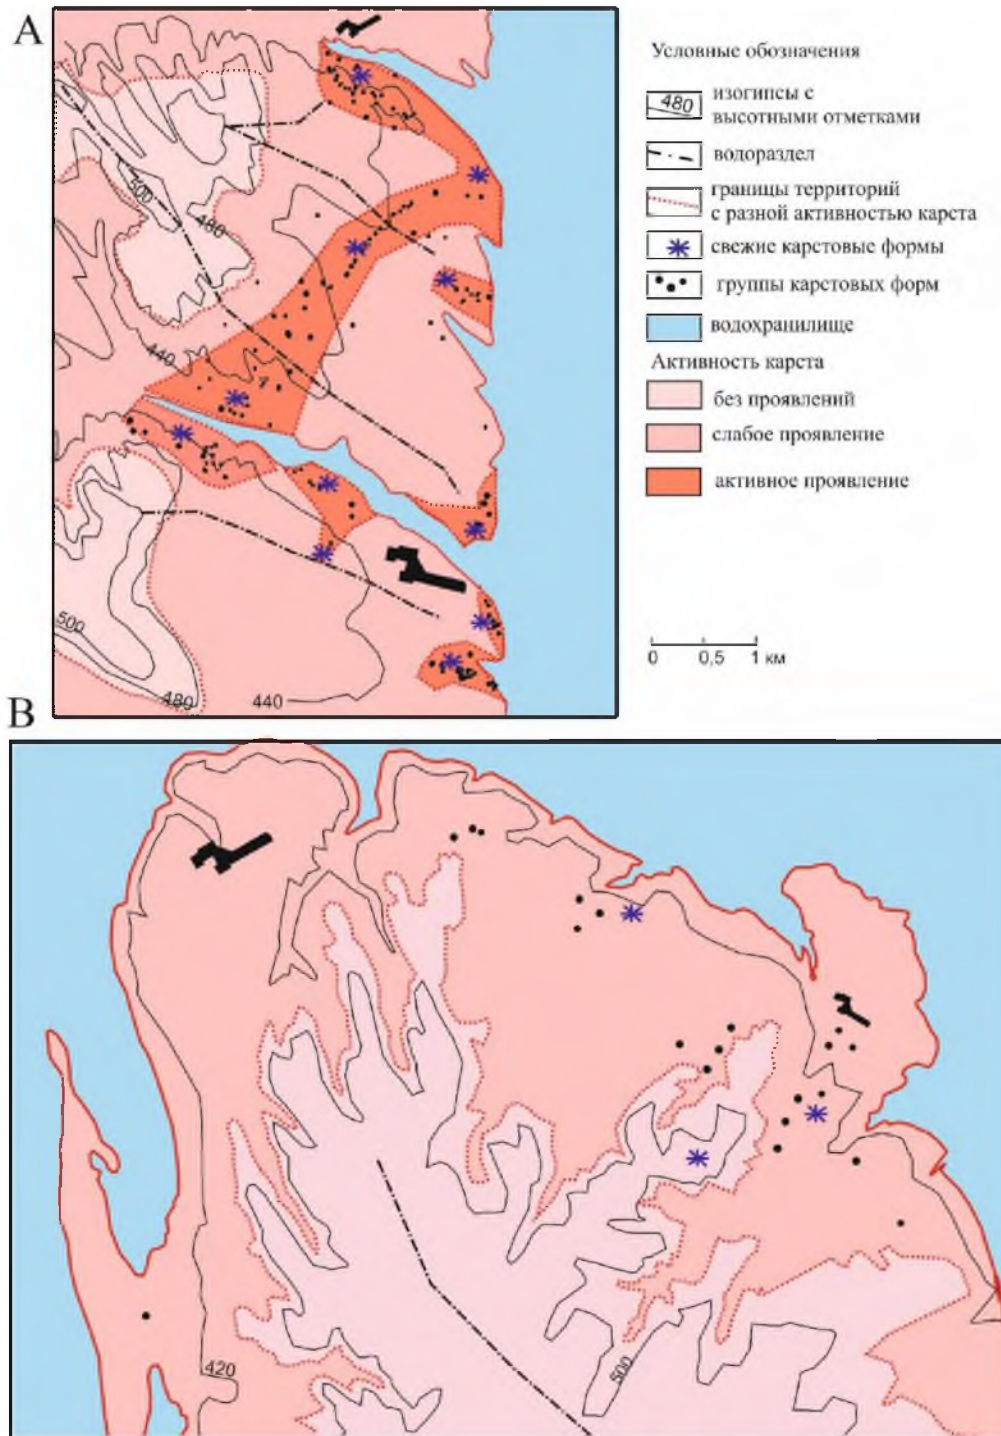 A
Условные обозначения
480
изогипсы с
высотными отметками
водораздел
границы территорий
с разной активностью карста
свежие карстовые формы
группы карстовых форм
водохранилище
Активность карста
без проявлений
слабое проявление
активное проявление
0 0,5 1 км
500
480
440
500
480
440
B
420
500